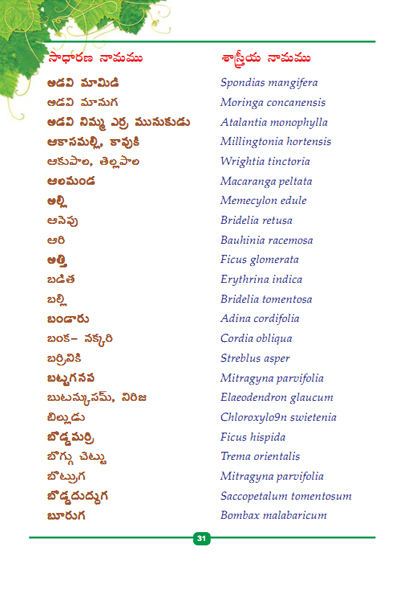 సాధారణ నామము శాస్త్రీయ నామము
అడవి మామిడి Spondias mangifera
అడవి మానుగ Moringa concanensis
అడవి నిమ్మ ఎర్ర మునుకుడు Atalantia monophylla
ఆకాసమల్లి, కావుకి Millingtonia hortensis
ఆకుపాల, తెల్లపాల Wrightia tinctoria
ఆలమండ Macaranga peltata
అల్లి Memecylon edule
ఆనెపు Bridelia retusa
ఆరి Bauhinia racemosa
అత్తి Ficus glomerata
బడిత Erythrina indica
బల్లి Bridelia tomentosa
బండారు Adina cordifolia
బంక- నక్కరి Cordia obliqua
బర్రినికి Streblus asper
బట్టగనప Mitragyna parvifolia
బుటన్కుసమ్, నిరిజ Elaeodendron glaucum
బిల్లుడు Chloroxylo9n swietenia
బొడ్డమర్రి Ficus hispida
బొగ్గు చెట్టు Trema orientalis
బొట్రుగ Mitragyna parvifolia
బొడ్డదుద్దుగ Saccopetalum tomentosum
బూరుగ Bombax malabaricum
31